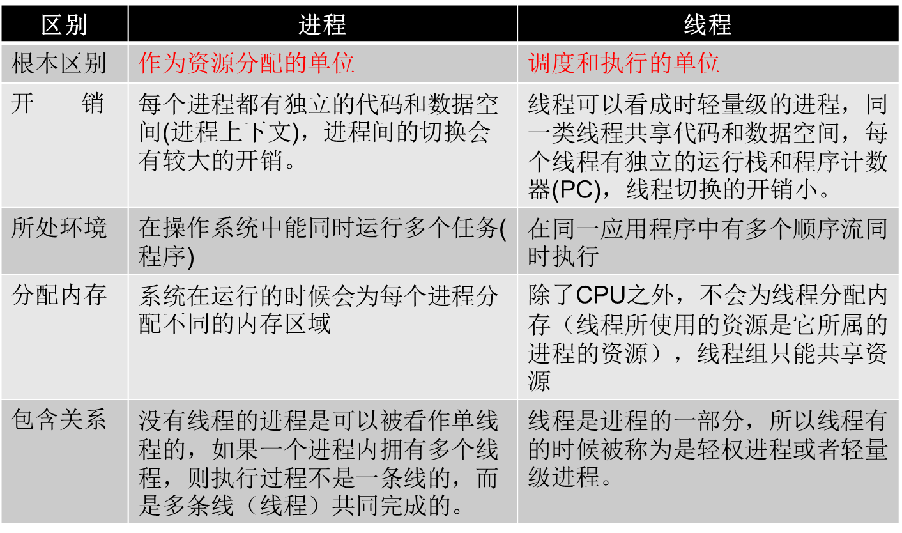 区别
进程
线程
根本区别
作为资源分配的单位
调度和执行的单位
开 销
每个进程都有独立的代码和数据空
间(进程上下文)，进程间的切换会
有较大的开销。
线程可以看成时轻量级的进程，同
一类线程共享代码和数据空间，每
个线程有独立的运行栈和程序计数
器(PC)，线程切换的开销小。
所处环境
在操作系统中能同时运行多个任务(
程序)
在同一应用程序中有多个顺序流同
时执行
分配内存
系统在运行的时候会为每个进程分
配不同的内存区域
除了CPU之外，不会为线程分配内
存（线程所使用的资源是它所属的
进程的资源），线程组只能共享资
源
包含关系
没有线程的进程是可以被看作单线
程的，如果一个进程内拥有多个线
程，则执行过程不是一条线的，而
是多条线（线程）共同完成的。
线程是进程的一部分，所以线程有
的时候被称为是轻权进程或者轻量
级进程。